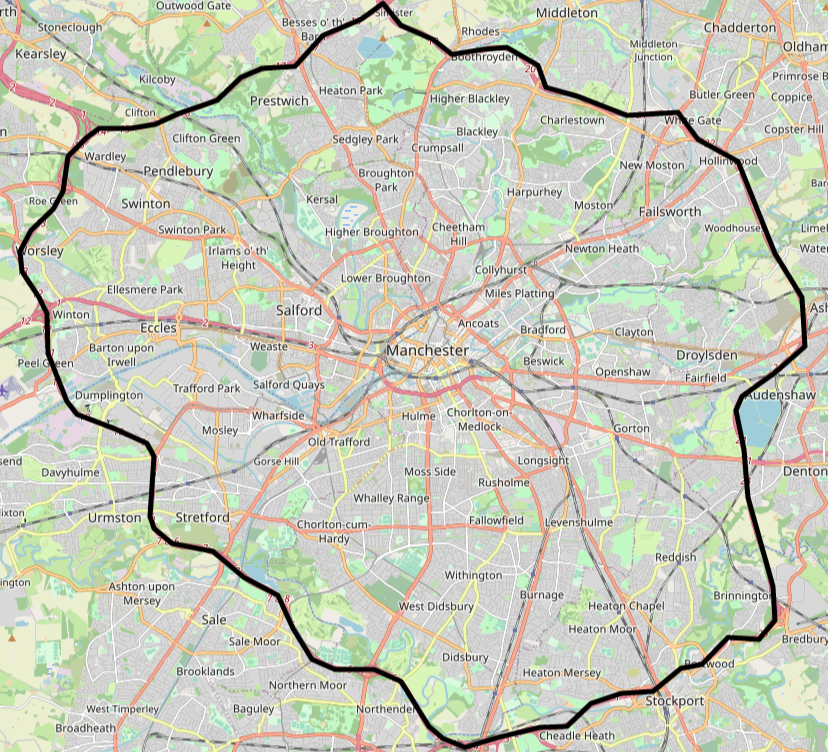 Outwood Gate
Stoneclough
Besses o' th'
Barn
Simister
Middleton
Rhodes
Chadderton
Kearsley
Boothroyden
Middleton
Junction
Oldham
Kilcoby
20
Primrose B
Heaton Park
Prestwich
Higher Blackley
Butler Green
Coppice
Clifton
Charlestown
White Gate
Copster Hill
Clifton Green
Sedgley Park
Blackley
Crumpsall
Wardley
Pendlebury
New Moston
Hollinwood
Broughton
Park
Roe Green
Swinton
Kersal
Harpurhey
Moston
Failsworth
Swinton Park
Higher Broughton
Cheetham
Hill
Woodhouses
Worsley
Irlams o' th'
Height
Newton Heath
Collyhurst
Lower Broughton
Ellesmere Park
Miles Platting
Winton
Salford
Ancoats
Bradford
Clayton
12
Eccles
2
Barton upon
Irwell
Weaste
3
Manchester
Droylsden
Peel Green
Beswick
Openshaw
Fairfield
Trafford Park
Salford Quays
Dumplington
Audenshaw
Wharfside
Hulme
Chorlton-on-
Medlock
Mosley
Gorton
Old Trafford
Gorse Hill
Longsight
Davyhulme
Moss Side
Denton
Rusholme
Whalley Range
Urmston
Stretford
Chorlton-cum-
Hardy
Fallowfield
Levenshulme
Reddish
Withington
Ashton upon
Mersey
Burnage
Brinnington
West Didsbury
Heaton Chapel
Sale
Heaton Moor
Sale Moor
Bredbury
Didsbury
Portwood
Brooklands
Heaton Mersey
Northern Moor
Stockport
West Timperley
Baguley
Northenden
Broadheath
Cheadle Heath